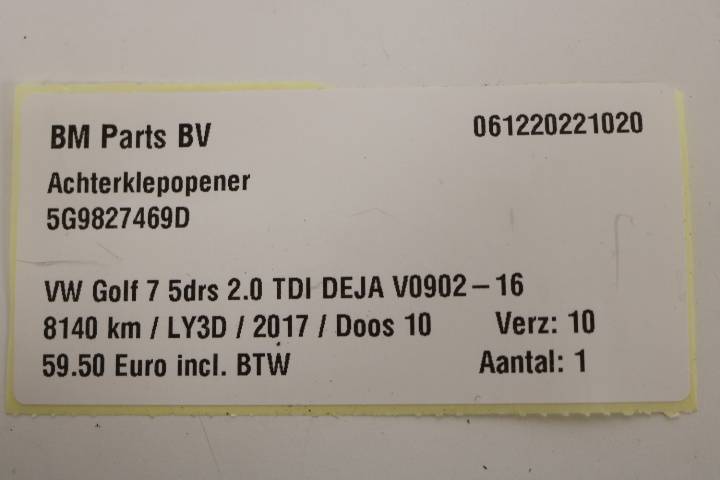 BM Parts BV 061220221020
Achterklepopener
5G9827469D
VW Golf 7 5drs 2.0 TDI DEJA V0902-16
8140 km / LY3D / 2017 / Doos 10 Verz: 10
59.50 Euro incl. BTW Aantal: 1